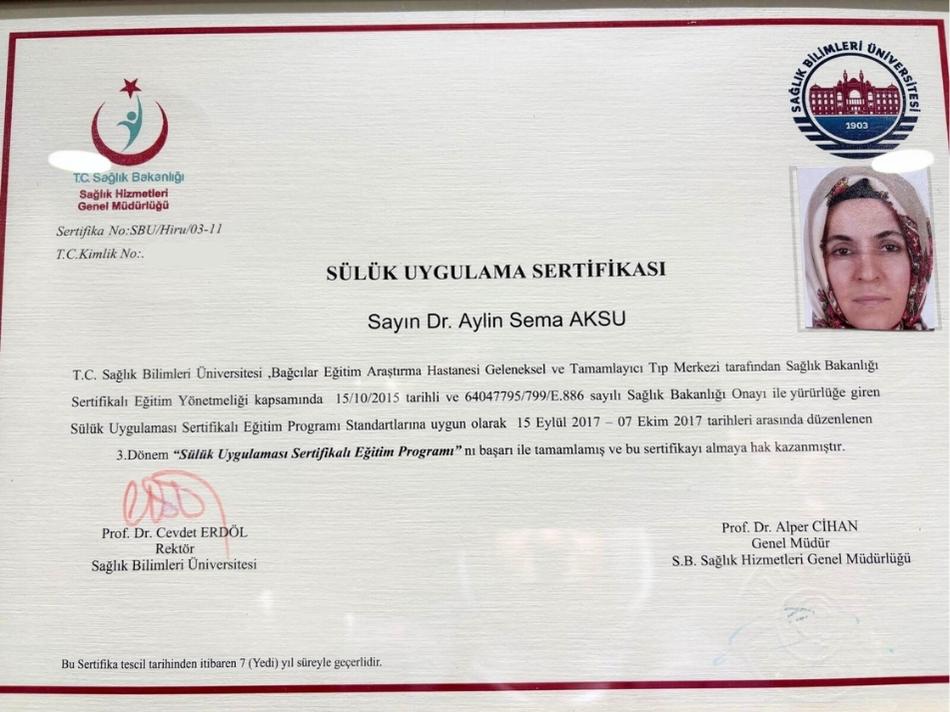 SAĞLIK BİLİMLERİ ÜNİVERSİTESİ
1903
T.C. Sağlık Bakanlığı
Sağlık Hizmetleri
Genel Müdürlüğü
Sertifika No:SBU/Hiru/03-11
T.C.Kimlik No:.
SÜLÜK UYGULAMA SERTİFİKASI
Sayın Dr. Aylin Sema AKSU
T.C. Sağlık Bilimleri Üniversitesi ,Bağcılar Eğitim Araştırma Hastanesi Geleneksel ve Tamamlayıcı Tıp Merkezi tarafından Sağlık Bakanlığı
Sertifikalı Eğitim Yönetmeliği kapsamında 15/10/2015 tarihli ve 64047795/799/E.886 sayılı Sağlık Bakanlığı Onayı ile yürürlüğe giren
Sülük Uygulaması Sertifikalı Eğitim Programı Standartlarına uygun olarak 15 Eylül 2017 – 07 Ekim 2017 tarihleri arasında düzenlenen
3.Dönem “Sülük Uygulaması Sertifikalı Eğitim Programı” nı başarı ile tamamlamış ve bu sertifikayı almaya hak kazanmıştır.
Prof. Dr. Cevdet ERDÖL
Rektör
Sağlık Bilimleri Üniversitesi
Prof. Dr. Alper CİHAN
Genel Müdür
S.B. Sağlık Hizmetleri Genel Müdürlüğü
Bu Sertifika tescil tarihinden itibaren 7 (Yedi) yıl süreyle geçerlidir.